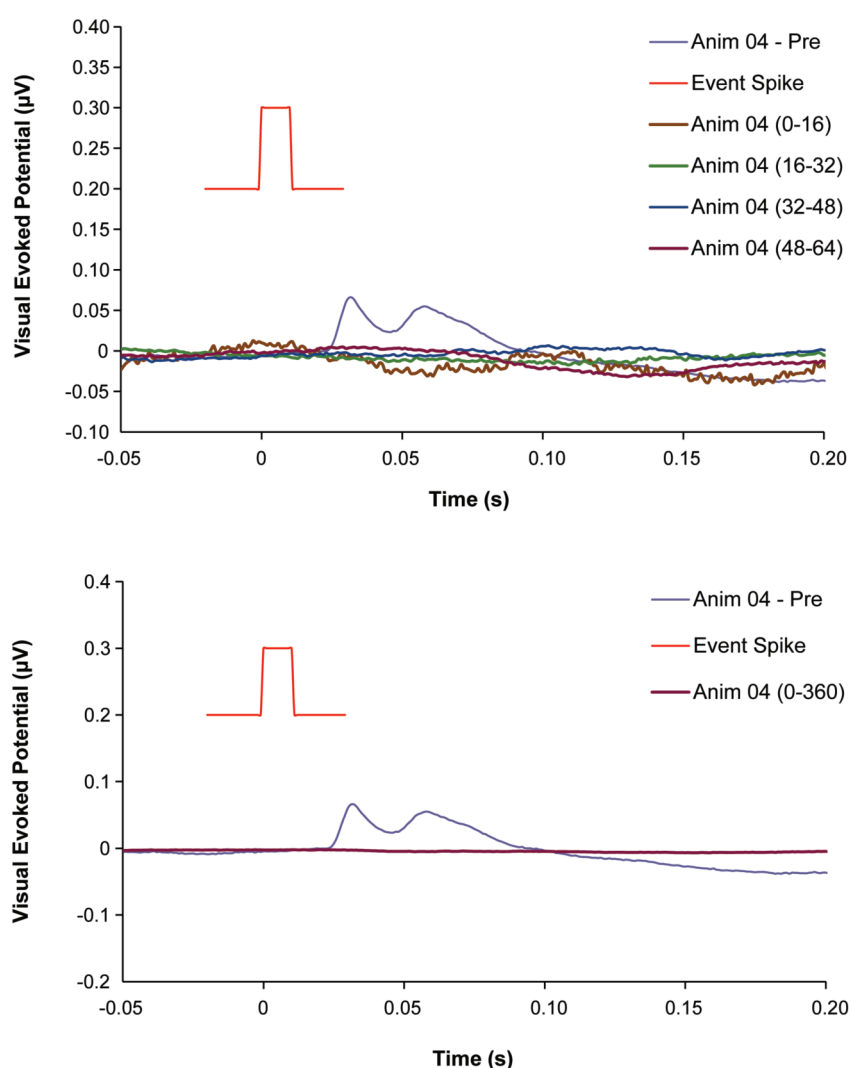 0.40
0.35
0.30
0.25
0.20
0.15
0.10
0.05
0
-0.05
-0.10
Visual Evoked Potential (µV)
Anim 04 - Pre
Event Spike
Anim 04 (0-16)
Anim 04 (16-32)
Anim 04 (32-48)
Anim 04 (48-64)
-0.05 0 0.05 0.10 0.15 0.20
Time (s)
0.4
0.3
0.2
0.1
0
-0.1
-0.2
Visual Evoked Potential (µV)
Anim 04 - Pre
Event Spike
Anim 04 (0-360)
-0.05 0 0.05 0.10 0.15 0.20
Time (s)